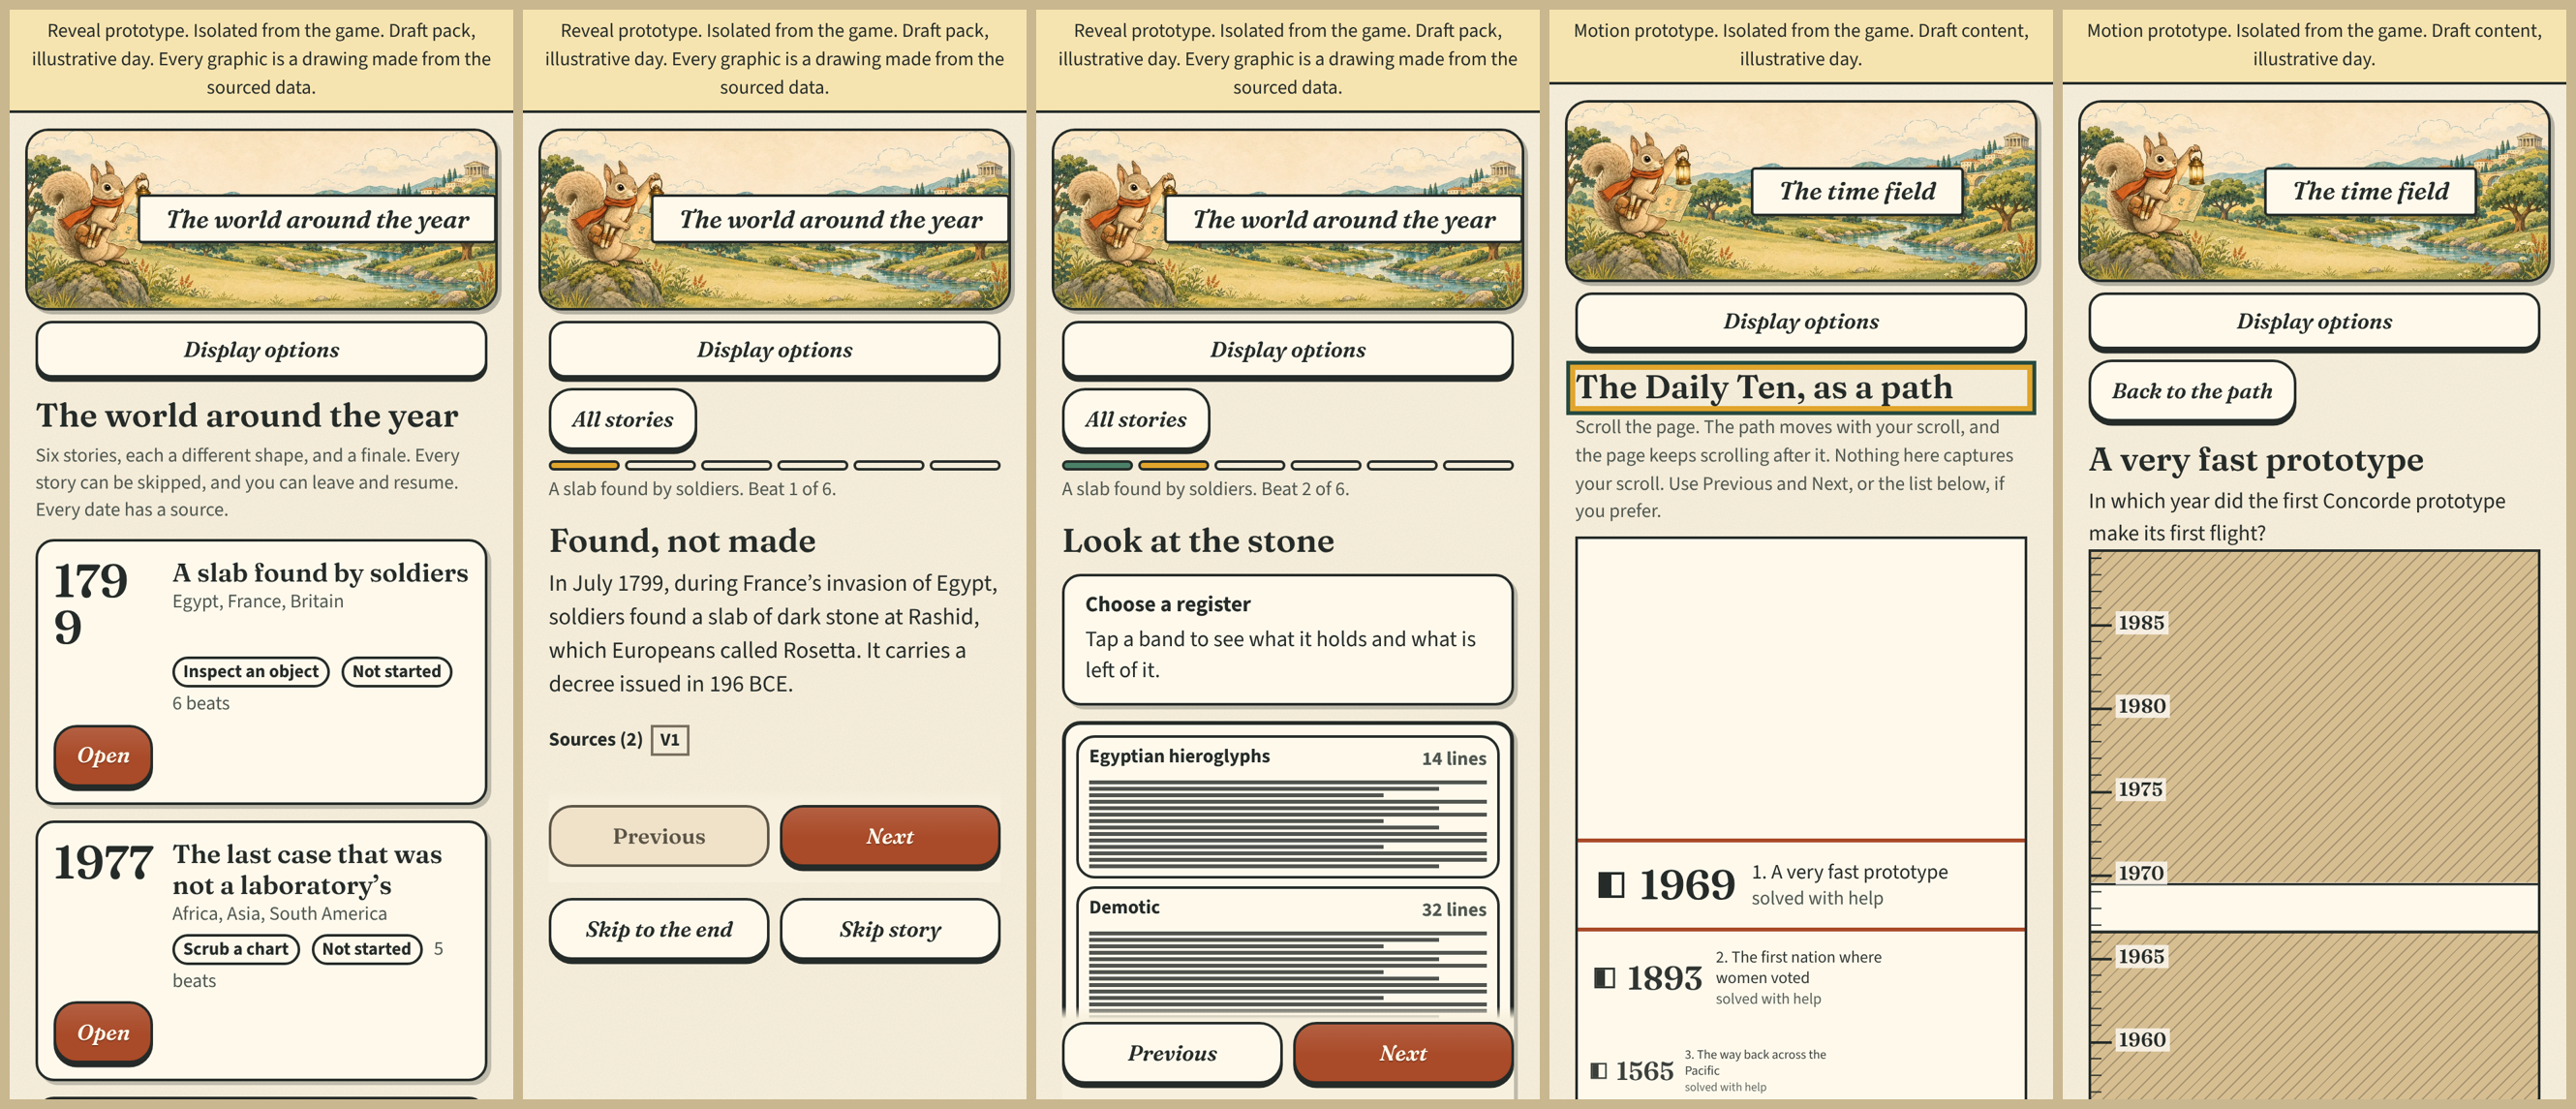 Reveal prototype. Isolated from the game. Draft pack,
illustrative day. Every graphic is a drawing made from the
sourced data.
The world around the year
Display options
The world around the year
Six stories, each a different shape, and a finale. Every
story can be skipped, and you can leave and resume.
Every date has a source.
179
9
A slab found by soldiers
Egypt, France, Britain
Inspect an object
Not started
6 beats
Open
1977
The last case that was
not a laboratory’s
Africa, Asia, South America
Scrub a chart
Not started
5
beats
Open
Reveal prototype. Isolated from the game. Draft pack,
illustrative day. Every graphic is a drawing made from the
sourced data.
The world around the year
Display options
All stories
A slab found by soldiers. Beat 1 of 6.
Found, not made
In July 1799, during France’s invasion of Egypt,
soldiers found a slab of dark stone at Rashid,
which Europeans called Rosetta. It carries a
decree issued in 196 BCE.
Sources (2)
V1
Previous
Next
Skip to the end
Skip story
Reveal prototype. Isolated from the game. Draft pack,
illustrative day. Every graphic is a drawing made from the
sourced data.
The world around the year
Display options
All stories
A slab found by soldiers. Beat 2 of 6.
Look at the stone
Choose a register
Tap a band to see what it holds and what is
left of it.
Egyptian hieroglyphs
14 lines
Demotic
32 lines
Previous
Next
Motion prototype. Isolated from the game. Draft content,
illustrative day.
The time field
Display options
The Daily Ten, as a path
Scroll the page. The path moves with your scroll, and
the page keeps scrolling after it. Nothing here captures
your scroll. Use Previous and Next, or the list below, if
you prefer.
1969
1. A very fast prototype
solved with help
1893
2. The first nation where
women voted
solved with help
1565
3. The way back across the
Pacific
solved with help
Motion prototype. Isolated from the game. Draft content,
illustrative day.
The time field
Display options
Back to the path
A very fast prototype
In which year did the first Concorde prototype
make its first flight?
1985
1980
1975
1970
1965
1960